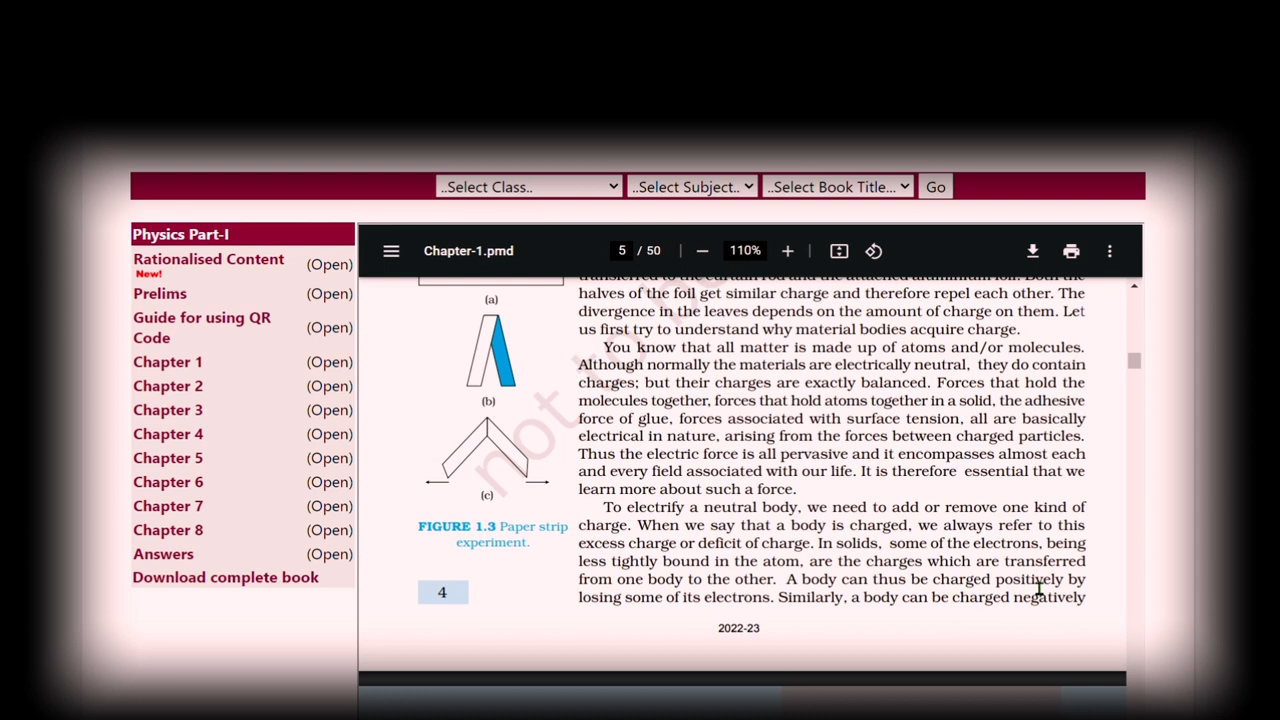 ..Select Class.. ..Select Subject.. ..Select Book Title... Go
Physics Part-I
Rationalised Content (Open)
New!
Prelims (Open)
Guide for using QR
Code (Open)
Chapter 1 (Open)
Chapter 2 (Open)
Chapter 3 (Open)
Chapter 4 (Open)
Chapter 5 (Open)
Chapter 6 (Open)
Chapter 7 (Open)
Chapter 8 (Open)
Answers (Open)
Download complete book
Chapter-1.pmd 5 / 50 110%
(a)
(b)
(c)
FIGURE 1.3 Paper strip
experiment.
4
halves of the foil get similar charge and therefore repel each other. The
divergence in the leaves depends on the amount of charge on them. Let
us first try to understand why material bodies acquire charge.
You know that all matter is made up of atoms and/or molecules.
Although normally the materials are electrically neutral, they do contain
charges; but their charges are exactly balanced. Forces that hold the
molecules together, forces that hold atoms together in a solid, the adhesive
force of glue, forces associated with surface tension, all are basically
electrical in nature, arising from the forces between charged particles.
Thus the electric force is all pervasive and it encompasses almost each
and every field associated with our life. It is therefore essential that we
learn more about such a force.
To electrify a neutral body, we need to add or remove one kind of
charge. When we say that a body is charged, we always refer to this
excess charge or deficit of charge. In solids, some of the electrons, being
less tightly bound in the atom, are the charges which are transferred
from one body to the other. A body can thus be charged positively by
losing some of its electrons. Similarly, a body can be charged negatively
2022-23
not to be